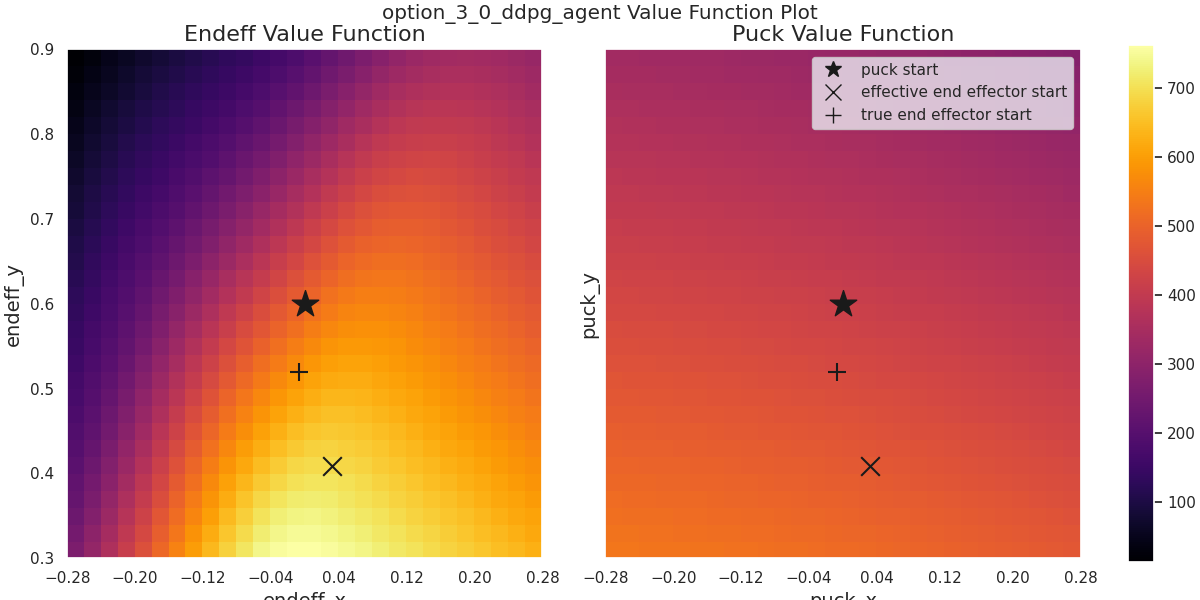 option_3_0_ddpg_agent Value Function Plot
Endeff Value Function
Puck Value Function
puck start
effective end effector start
true end effector start
0.9
0.8
0.7
0.6
0.5
0.4
0.3
endeff_y
−0.28 −0.20 −0.12 −0.04 0.04 0.12 0.20 0.28
endeff_x
puck_y
−0.28 −0.20 −0.12 −0.04 0.04 0.12 0.20 0.28
puck_x
700
600
500
400
300
200
100